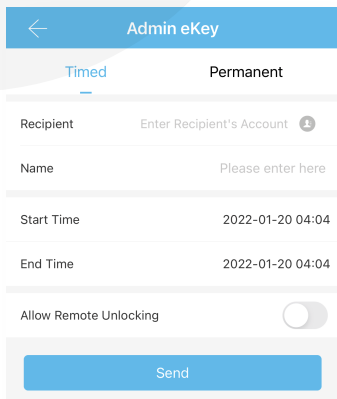 Admin eKey
Timed Permanent
Recipient Enter Recipient's Account
Name Please enter here
Start Time 2022-01-20 04:04
End Time 2022-01-20 04:04
Allow Remote Unlocking
Send